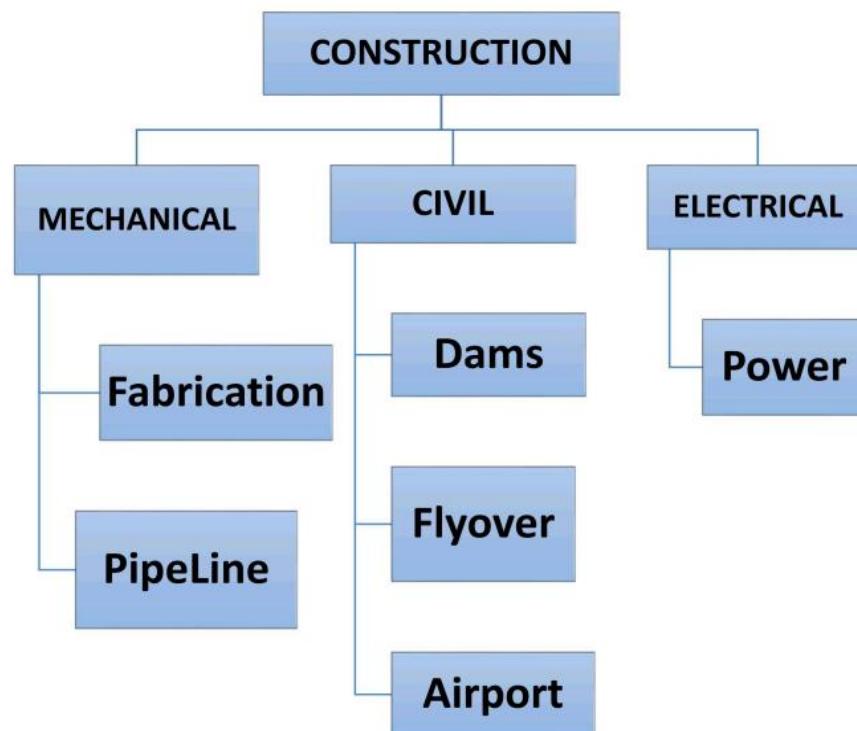 CONSTRUCTION
MECHANICAL
CIVIL
ELECTRICAL
Fabrication
Dams
Power
PipeLine
Flyover
Airport